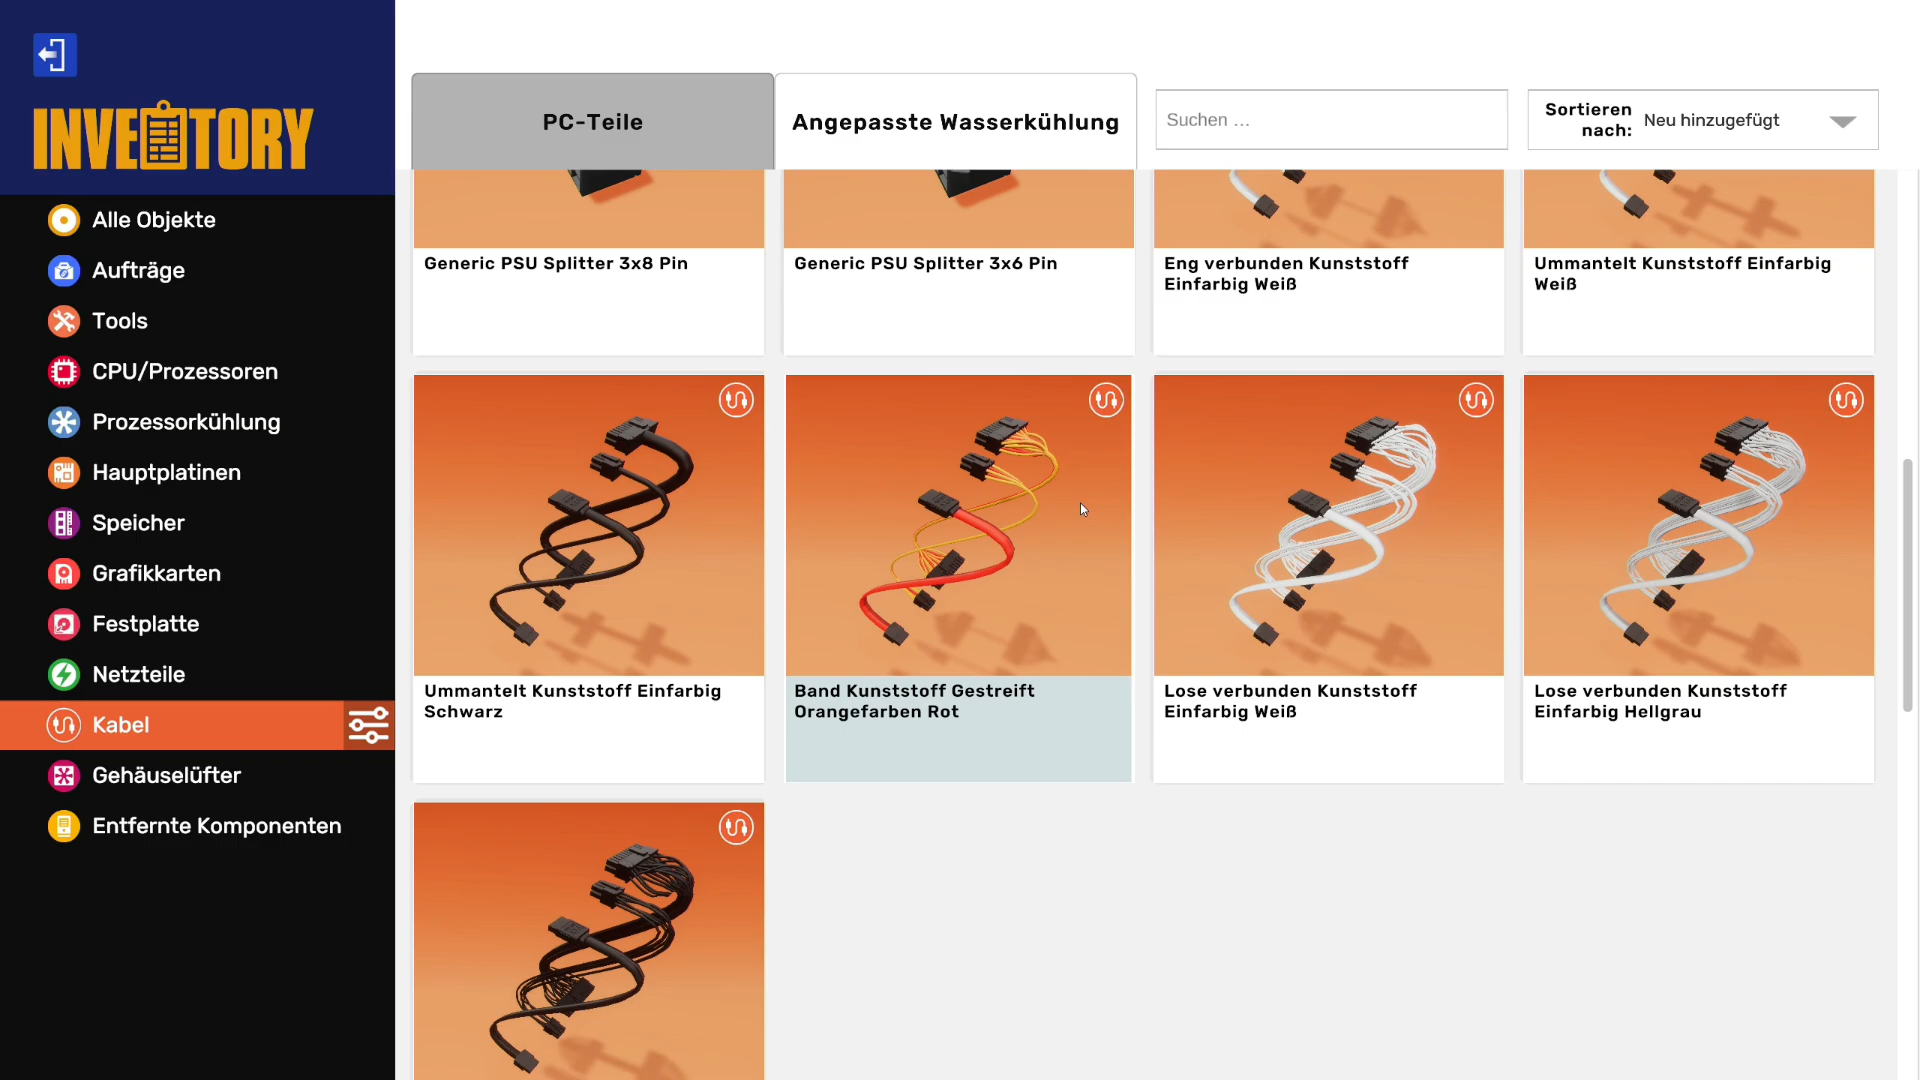 INVENTORY
Alle Objekte
Aufträge
Tools
CPU/Prozessoren
Prozessorkühlung
Hauptplatinen
Speicher
Grafikkarten
Festplatte
Netzteile
Kabel
Gehäuselüfter
Entfernte Komponenten
PC-Teile
Angepasste Wasserkühlung
Suchen ...
Sortieren
nach:
Neu hinzugefügt
Generic PSU Splitter 3x8 Pin
Generic PSU Splitter 3x6 Pin
Eng verbunden Kunststoff
Einfarbig Weiß
Ummantelt Kunststoff Einfarbig
Weiß
Ummantelt Kunststoff Einfarbig
Schwarz
Band Kunststoff Gestreift
Orangefarben Rot
Lose verbunden Kunststoff
Einfarbig Weiß
Lose verbunden Kunststoff
Einfarbig Hellgrau